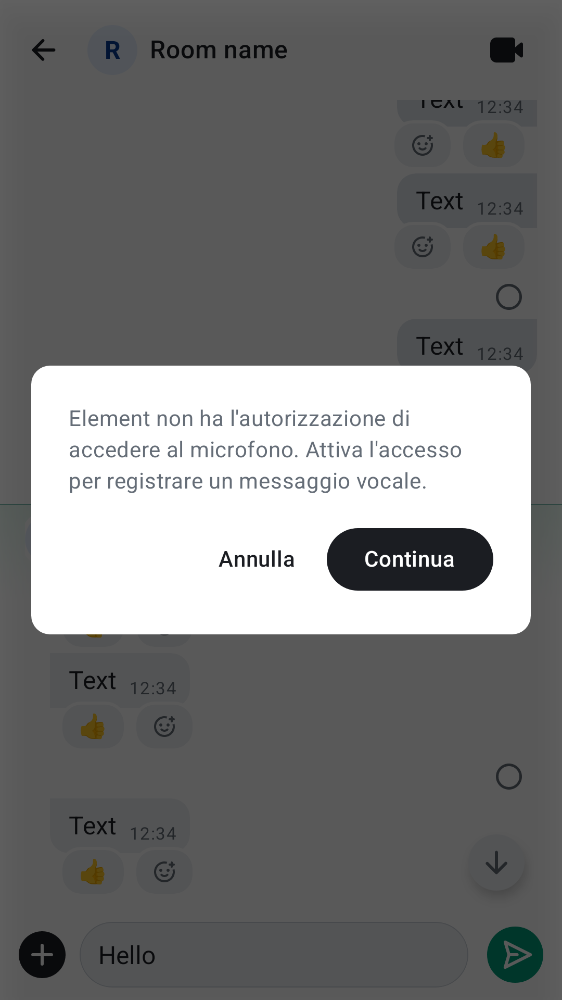 R Room name
Text 12:34
Text 12:34
Text 12:34
Element non ha l'autorizzazione di
accedere al microfono. Attiva l'accesso
per registrare un messaggio vocale.
Annulla Continua
Text 12:34
Text 12:34
Hello